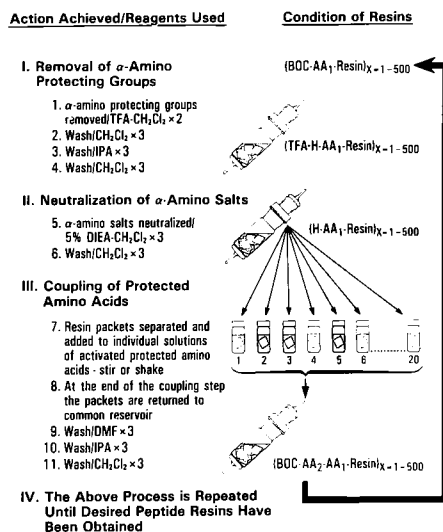 Action Achieved/Reagents Used
Condition of Resins
I. Removal of α-Amino
Protecting Groups
(BOC-AA₁-Resin)x=1-500
1. α-amino protecting groups
removed/TFA-CH₂Cl₂ × 2
2. Wash/CH₂Cl₂ × 3
3. Wash/IPA × 3
4. Wash/CH₂Cl₂ × 3
(TFA-H-AA₁-Resin)x=1-500
II. Neutralization of α-Amino Salts
5. α-amino salts neutralized/
5% DIEA-CH₂Cl₂ × 3
6. Wash/CH₂Cl₂ × 3
(H-AA₁-Resin)x=1-500
III. Coupling of Protected
Amino Acids
7. Resin packets separated and
added to individual solutions
of activated protected amino
acids - stir or shake
8. At the end of the coupling step
the packets are returned to
common reservoir
9. Wash/DMF × 3
10. Wash/IPA × 3
11. Wash/CH₂Cl₂ × 3
1 2 3 4 5 6 20
(BOC-AA₂-AA₁-Resin)x=1-500
IV. The Above Process is Repeated
Until Desired Peptide Resins Have
Been Obtained